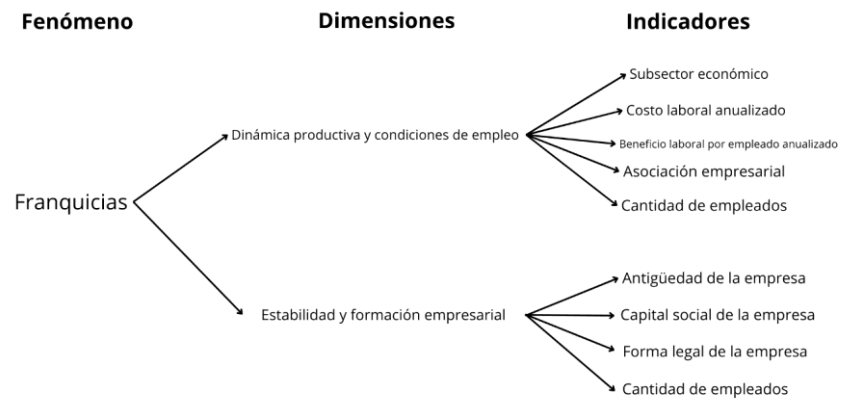 Fenómeno
Dimensiones
Indicadores
Franquicias
Dinámica productiva y condiciones de empleo
Subsector económico
Costo laboral anualizado
Beneficio laboral por empleado anualizado
Asociación empresarial
Cantidad de empleados
Estabilidad y formación empresarial
Antigüedad de la empresa
Capital social de la empresa
Forma legal de la empresa
Cantidad de empleados